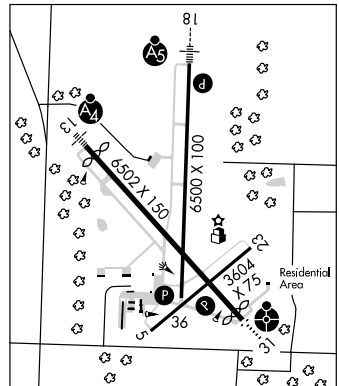 18
A5
P
A4
13
6502 X 150
6500 X 100
23
3604
X 75
Residential
Area
P
P
36
5
31